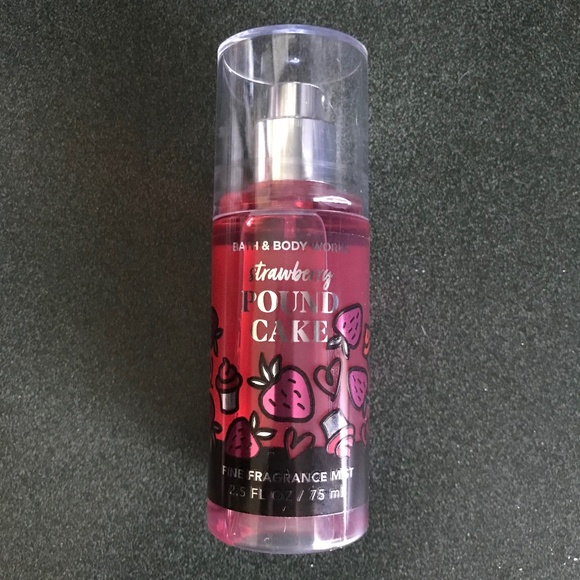 BATH & BODY WORKS
strawberry
POUND
CAKE
FINE FRAGRANCE MIST
2.5 FL OZ / 75 mL